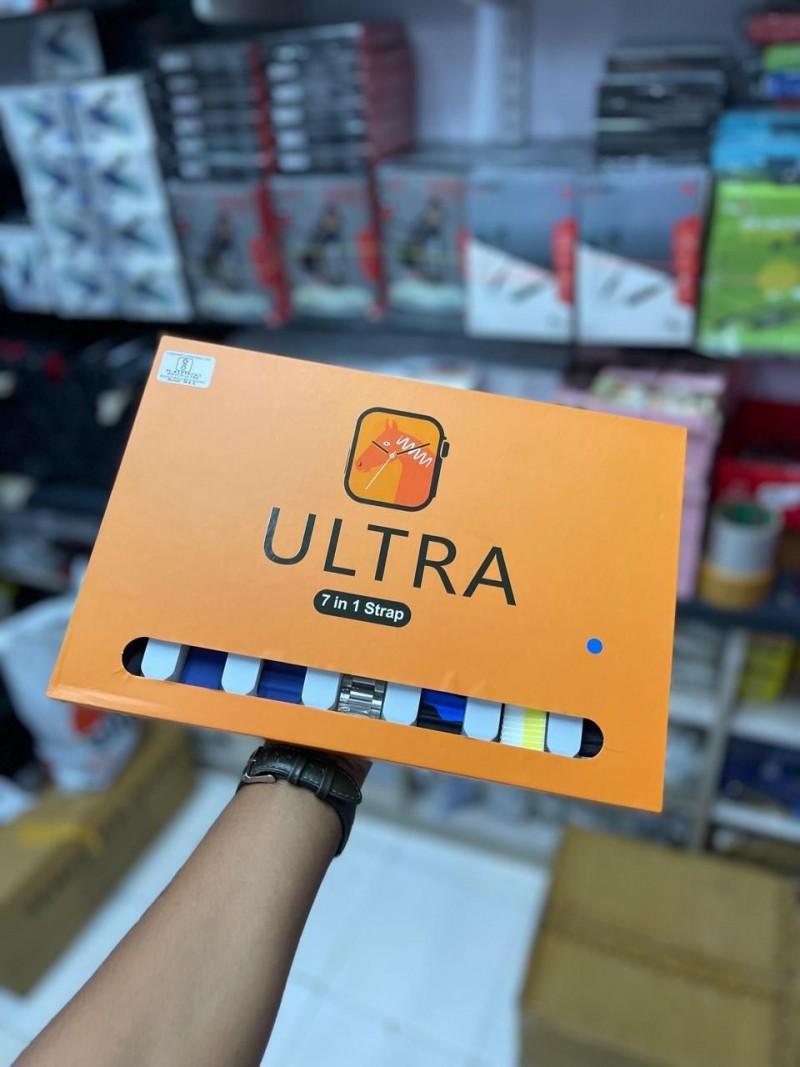 ULTRA
7 in 1 Strap